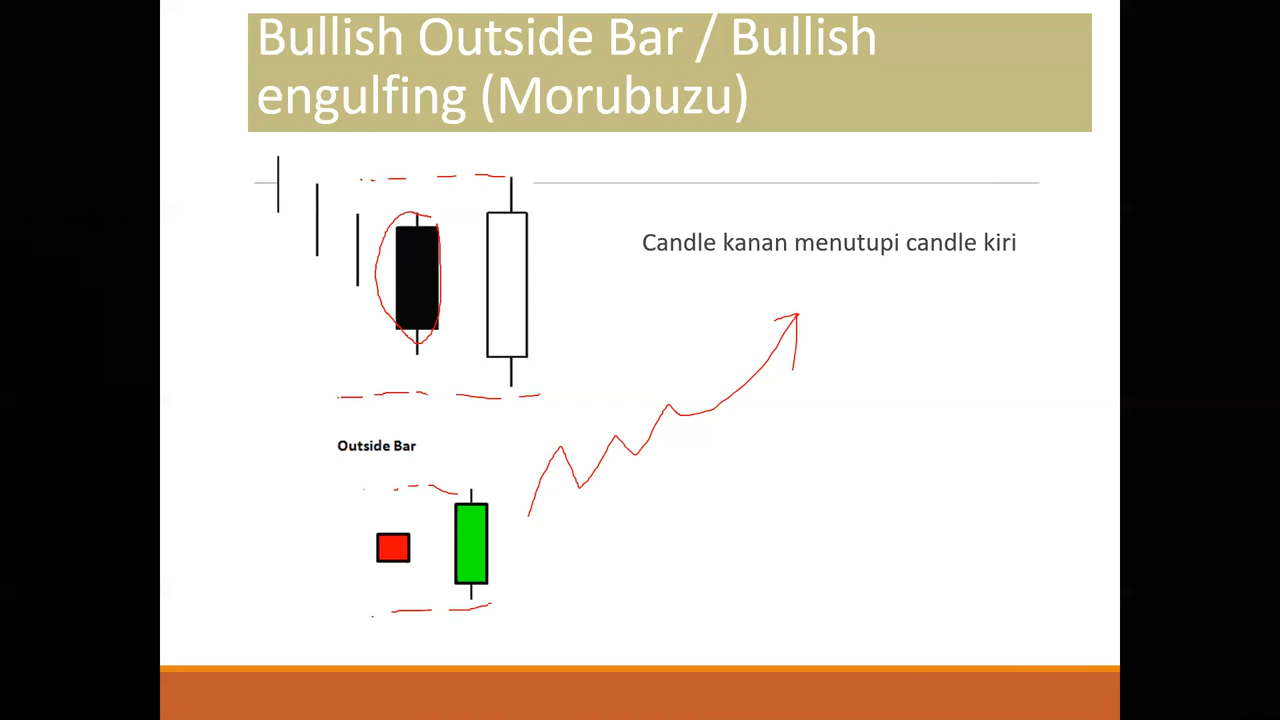 Bullish Outside Bar / Bullish
engulfing (Morubuzu)
Candle kanan menutupi candle kiri
Outside Bar